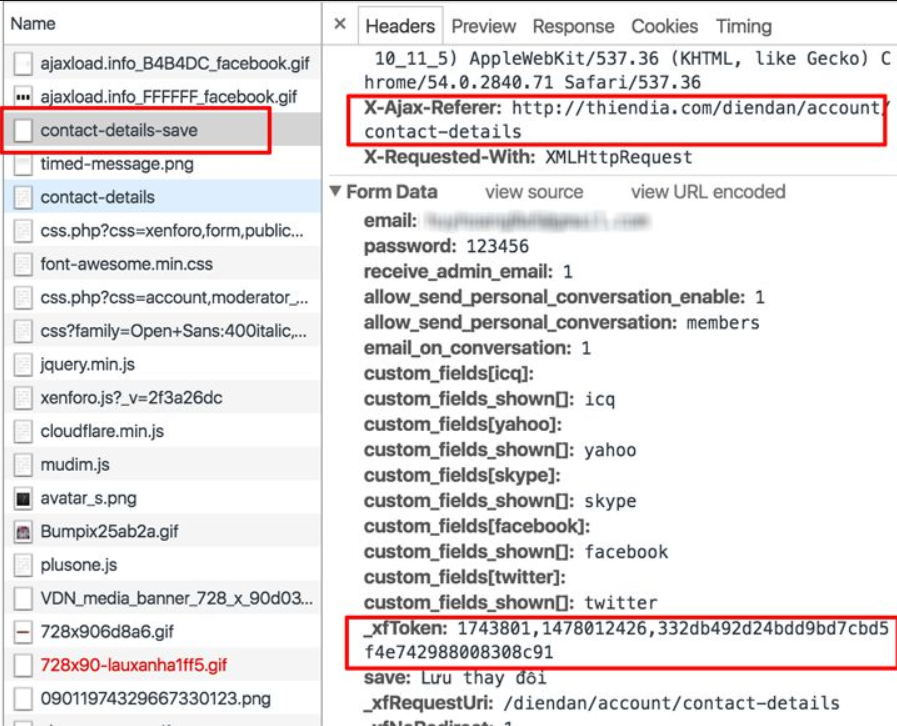 Name
ajaxload.info_B4B4DC_facebook.gif
ajaxload.info_FFFFFF_facebook.gif
contact-details-save
timed-message.png
contact-details
css.php?css=xenforo,form,public...
font-awesome.min.css
css.php?css=account,moderator_...
css?family=Open+Sans:400italic,...
jquery.min.js
xenforo.js?_v=2f3a26dc
cloudflare.min.js
mudim.js
avatar_s.png
Bumpix25ab2a.gif
plusone.js
VDN_media_banner_728_x_90d03...
728x906d8a6.gif
728x90-lauxanha1ff5.gif
09011974329667330123.png
× Headers Preview Response Cookies Timing
10_11_5) AppleWebKit/537.36 (KHTML, like Gecko) C
hrome/54.0.2840.71 Safari/537.36
X-Ajax-Referer: http://thiendia.com/diendan/account/
contact-details
X-Requested-With: XMLHttpRequest
▼ Form Data view source view URL encoded
email:
password: 123456
receive_admin_email: 1
allow_send_personal_conversation_enable: 1
allow_send_personal_conversation: members
email_on_conversation: 1
custom_fields[icq]:
custom_fields_shown[]: icq
custom_fields[yahoo]:
custom_fields_shown[]: yahoo
custom_fields[skype]:
custom_fields_shown[]: skype
custom_fields[facebook]:
custom_fields_shown[]: facebook
custom_fields[twitter]:
custom_fields_shown[]: twitter
_xfToken: 1743801,1478012426,332db492d24bdd9bd7cbd5
f4e742988008308c91
save: Lưu thay đổi
_xfRequestUri: /diendan/account/contact-details
_xfNoRedirect: 1